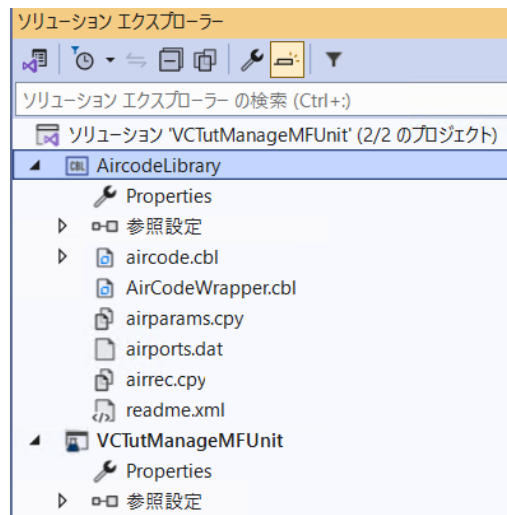 ソリューション エクスプローラー
ソリューション エクスプローラー の検索 (Ctrl+:)
ソリューション 'VCTutManageMFUnit' (2/2 のプロジェクト)
CBL AircodeLibrary
Properties
参照設定
aircode.cbl
AirCodeWrapper.cbl
airparams.cpy
airports.dat
airrec.cpy
readme.xml
VCTutManageMFUnit
Properties
参照設定